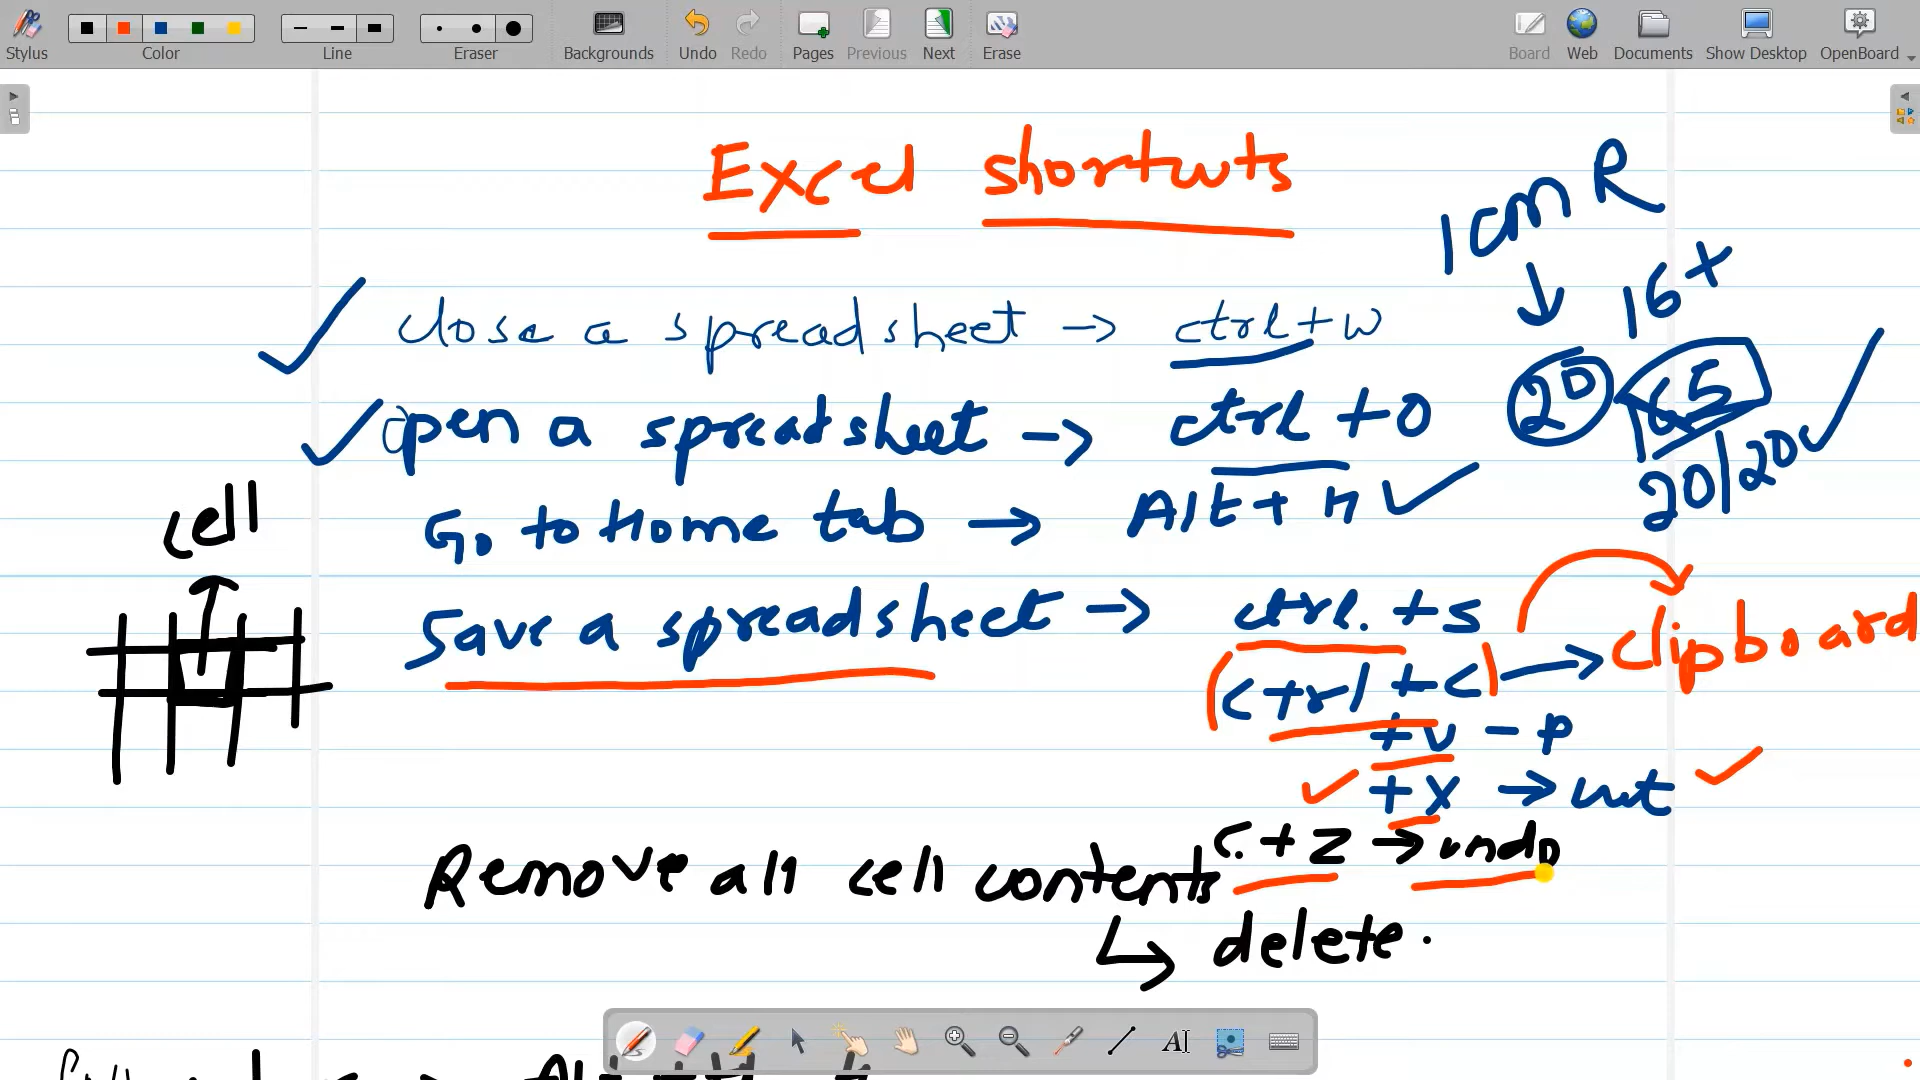 Stylus Color Line Eraser Backgrounds Undo Redo Pages Previous Next Erase Board Web Documents Show Desktop OpenBoard
Excel shortcuts
1cm R
16 x
close a spreadsheet → ctrl + w
20 165
open a spreadsheet → ctrl + O
20/20
cell
Go to Home tab → Alt + H
Save a spreadsheet → ctrl. + s
clipboard
(ctrl + c) →
+ v - p
+ x → cut
C. + Z → undo
Remove all cell contents
↳ delete.